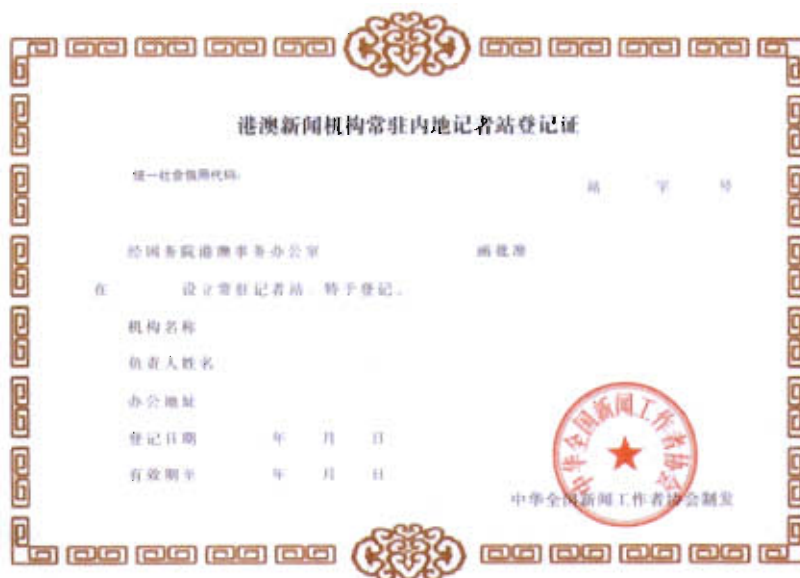 港澳新闻机构常驻内地记者站登记证
统一社会信用代码：
站 字 号
经国务院港澳事务办公室 函批准
在 设立常驻记者站，特予登记。
机构名称
负责人姓名
办公地址
登记日期 年 月 日
有效期至 年 月 日
中华全国新闻工作者协会
中华全国新闻工作者协会制发